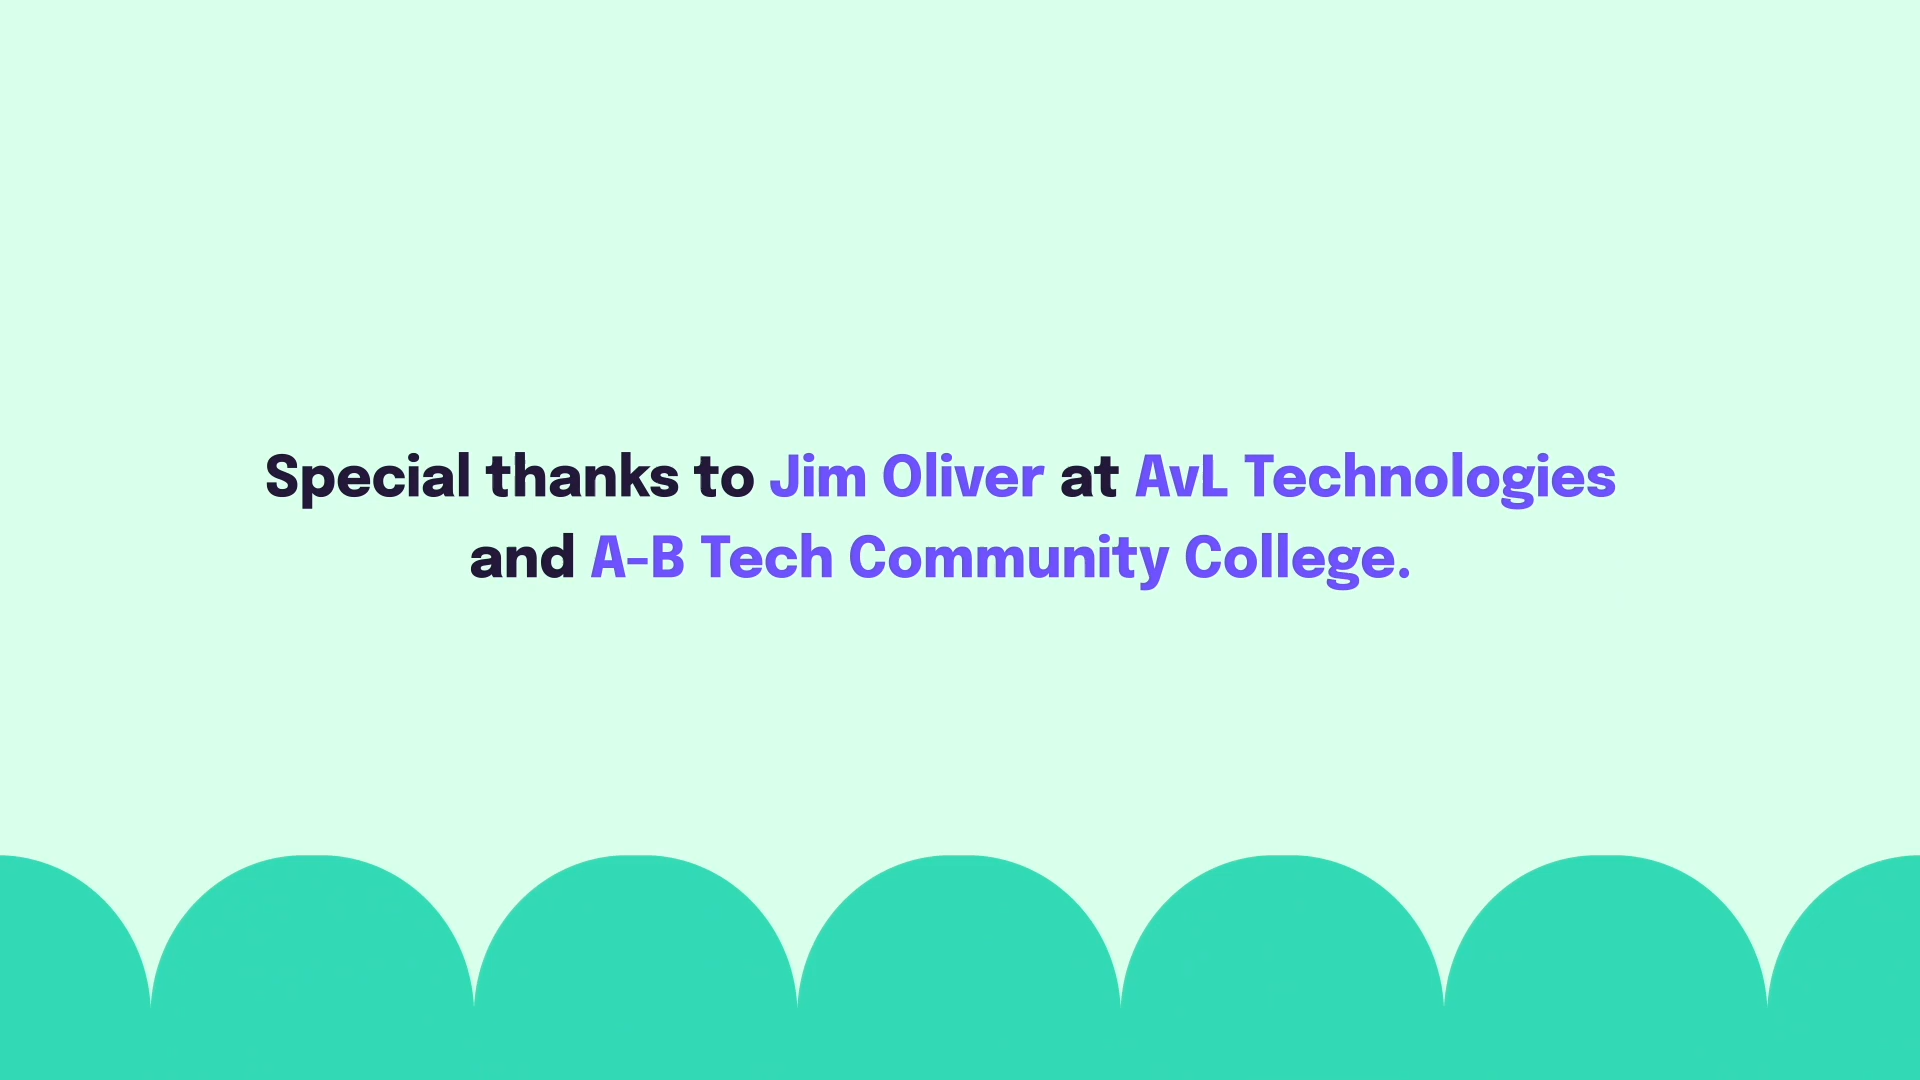 Special thanks to Jim Oliver at AvL Technologies
and A-B Tech Community College.